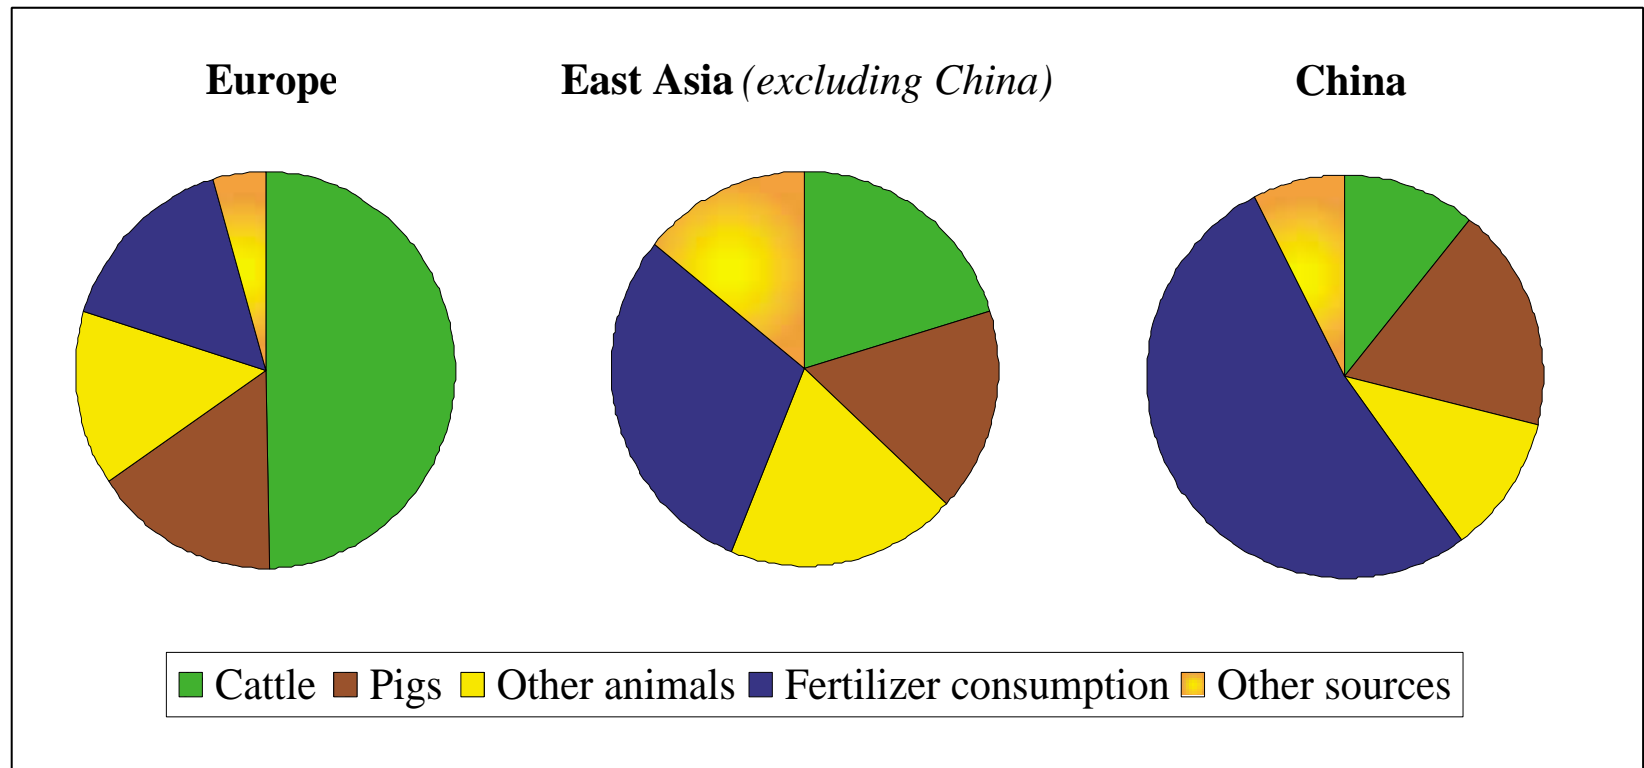 Europe
East Asia (excluding China)
China
Cattle Pigs Other animals Fertilizer consumption Other sources